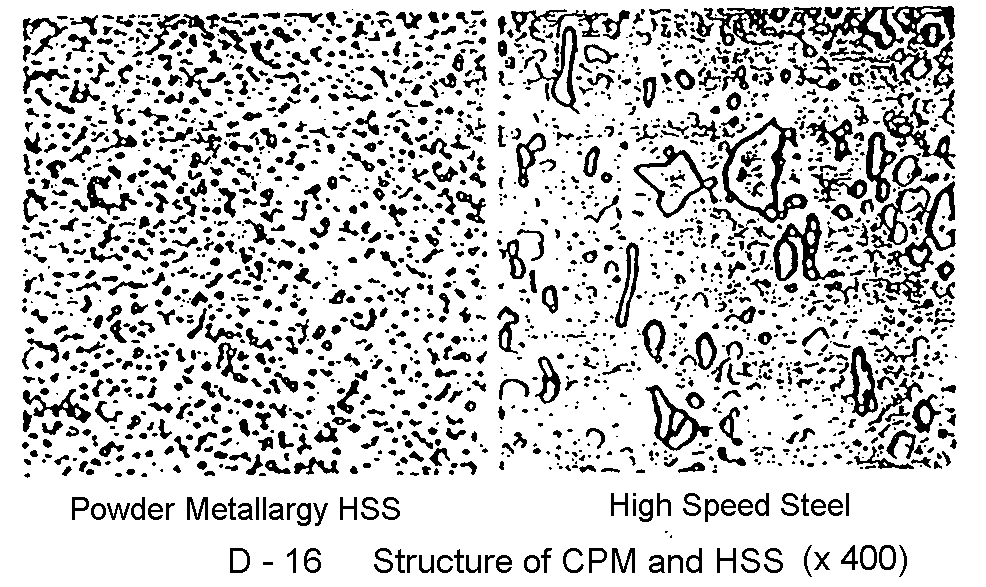 Powder Metallargy HSS
High Speed Steel
D - 16 Structure of CPM and HSS (x 400)